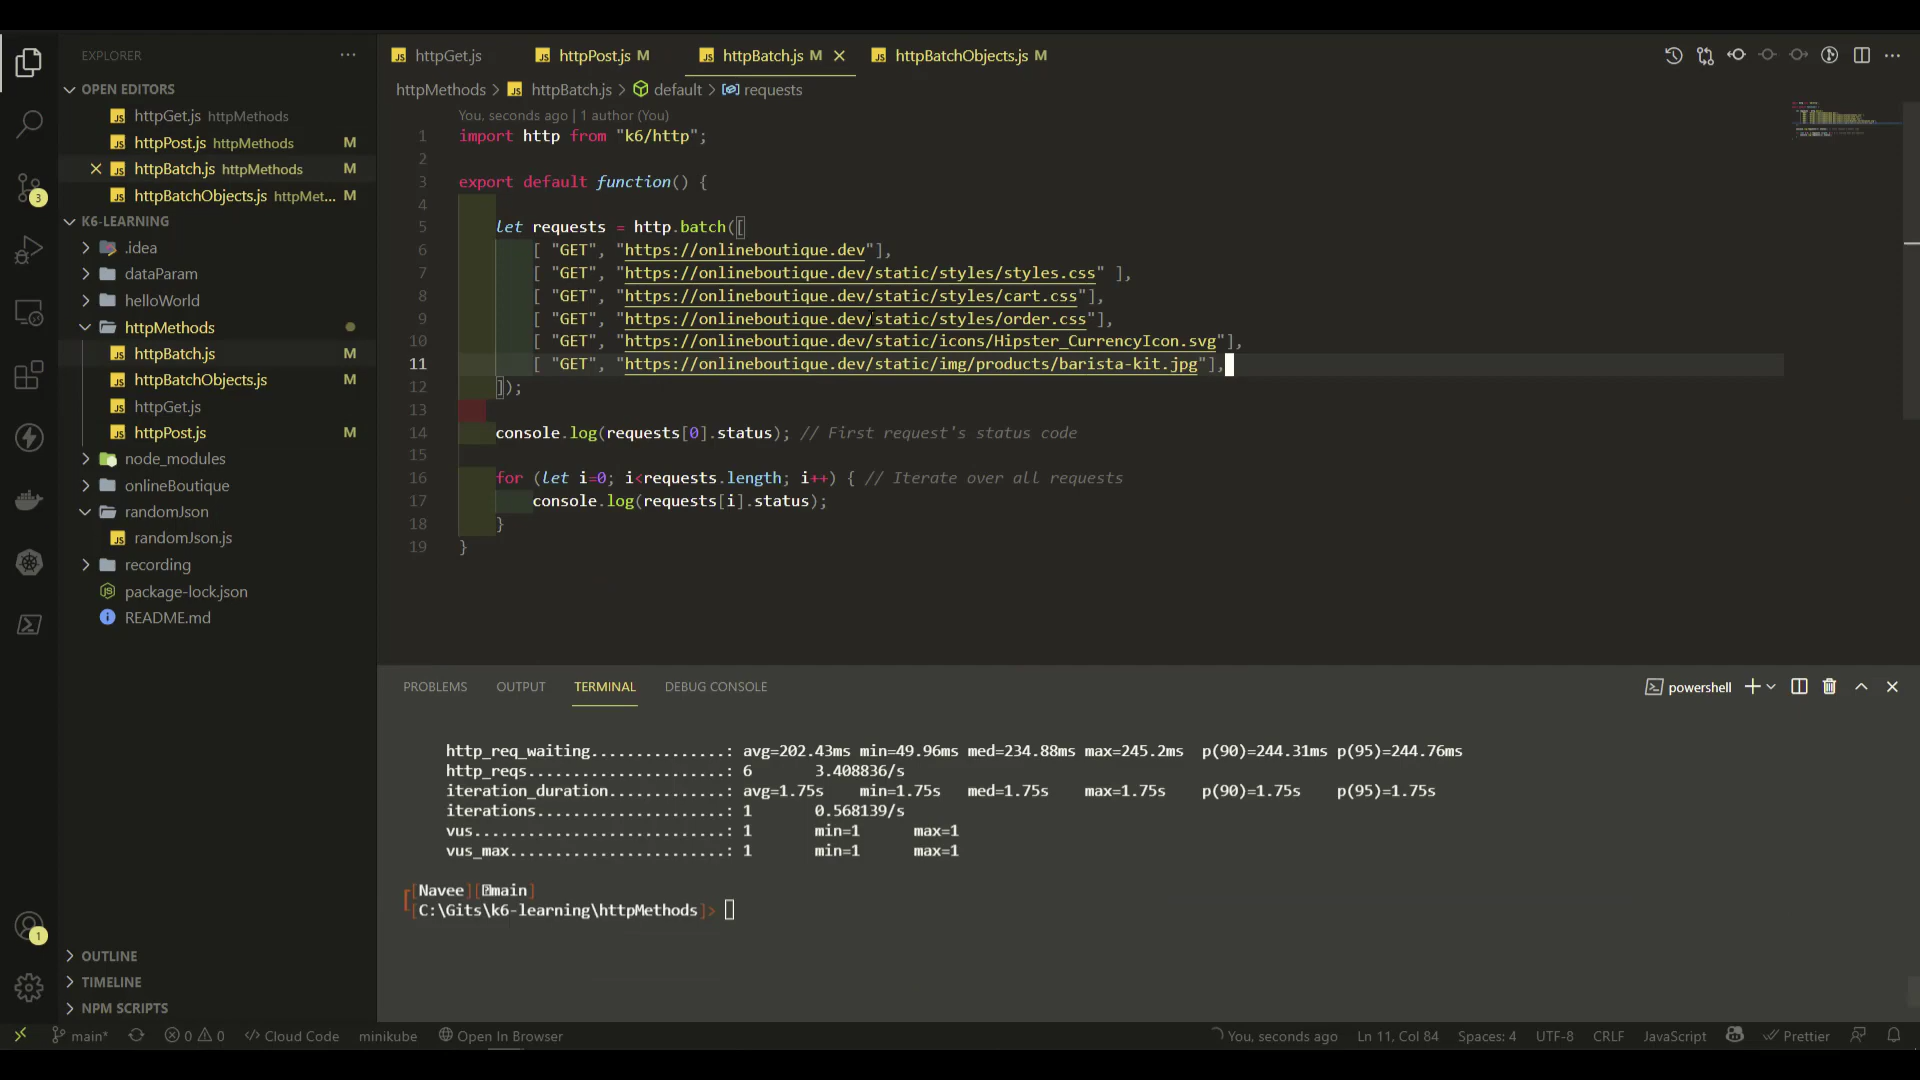 EXPLORER
OPEN EDITORS
httpGet.js httpMethods
httpPost.js httpMethods M
httpBatch.js httpMethods M
httpBatchObjects.js httpMet... M
K6-LEARNING
.idea
dataParam
helloWorld
httpMethods
httpBatch.js M
httpBatchObjects.js M
httpGet.js
httpPost.js M
node_modules
onlineBoutique
randomJson
randomJson.js
recording
package-lock.json
README.md
OUTLINE
TIMELINE
NPM SCRIPTS
3
1
httpGet.js
httpPost.js M
httpBatch.js M
httpBatchObjects.js M
httpMethods > httpBatch.js > default > requests
You, seconds ago | 1 author (You)
1 import http from "k6/http";
2
3 export default function() {
4
5 let requests = http.batch([
6 [ "GET", "https://onlineboutique.dev"],
7 [ "GET", "https://onlineboutique.dev/static/styles/styles.css" ],
8 [ "GET", "https://onlineboutique.dev/static/styles/cart.css"],
9 [ "GET", "https://onlineboutique.dev/static/styles/order.css"],
10 [ "GET", "https://onlineboutique.dev/static/icons/Hipster_CurrencyIcon.svg"],
11 [ "GET", "https://onlineboutique.dev/static/img/products/barista-kit.jpg"],
12 ]);
13
14 console.log(requests[0].status); // First request's status code
15
16 for (let i=0; i<requests.length; i++) { // Iterate over all requests
17 console.log(requests[i].status);
18 }
19 }
PROBLEMS OUTPUT TERMINAL DEBUG CONSOLE
powershell
http_req_waiting...............: avg=202.43ms min=49.96ms med=234.88ms max=245.2ms p(90)=244.31ms p(95)=244.76ms
http_reqs......................: 6 3.408836/s
iteration_duration.............: avg=1.75s min=1.75s med=1.75s max=1.75s p(90)=1.75s p(95)=1.75s
iterations.....................: 1 0.568139/s
vus............................: 1 min=1 max=1
vus_max........................: 1 min=1 max=1
[Navee][main]
[C:\Gits\k6-learning\httpMethods]>
main* 0 0 Cloud Code minikube Open In Browser You, seconds ago Ln 11, Col 84 Spaces: 4 UTF-8 CRLF JavaScript Prettier